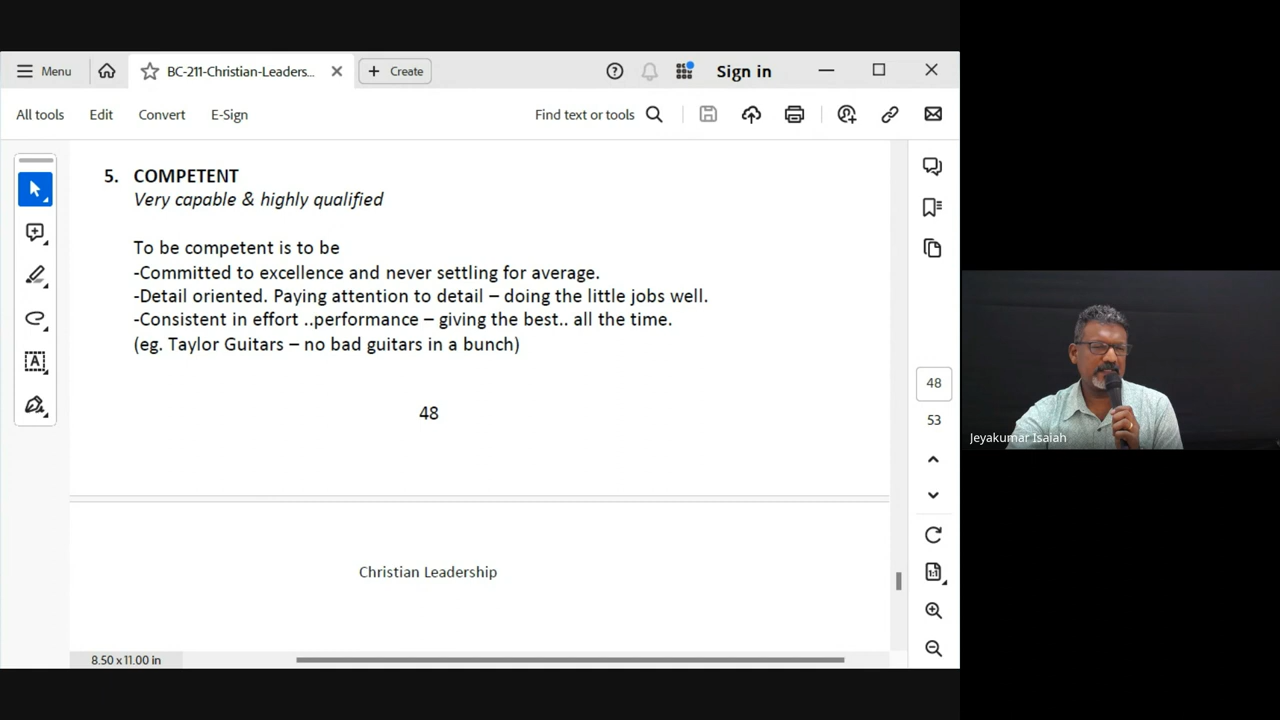 Menu
BC-211-Christian-Leaders...
Create
Sign in
All tools
Edit
Convert
E-Sign
Find text or tools
5. COMPETENT
Very capable & highly qualified
To be competent is to be
-Committed to excellence and never settling for average.
-Detail oriented. Paying attention to detail – doing the little jobs well.
-Consistent in effort ..performance – giving the best.. all the time.
(eg. Taylor Guitars – no bad guitars in a bunch)
48
Christian Leadership
8.50 x 11.00 in
48
53
1:1
Jeyakumar Isaiah